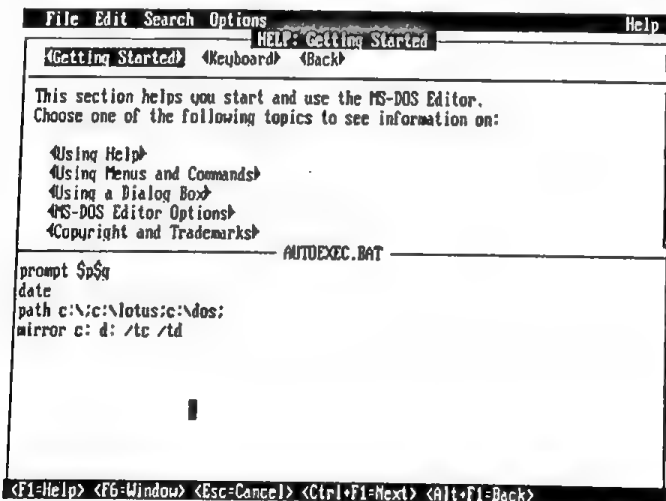 File Edit Search Options Help
HELP: Getting Started
◄Getting Started► ◄Keyboard► ◄Back►
This section helps you start and use the MS-DOS Editor.
Choose one of the following topics to see information on:
◄Using Help►
◄Using Menus and Commands►
◄Using a Dialog Box►
◄MS-DOS Editor Options►
◄Copyright and Trademarks►
AUTOEXEC.BAT
prompt $p$g
date
path c:\;c:\lotus;c:\dos;
mirror c: d: /tc /td
<F1=Help> <F6=Window> <Esc=Cancel> <Ctrl+F1=Next> <Alt+F1=Back>